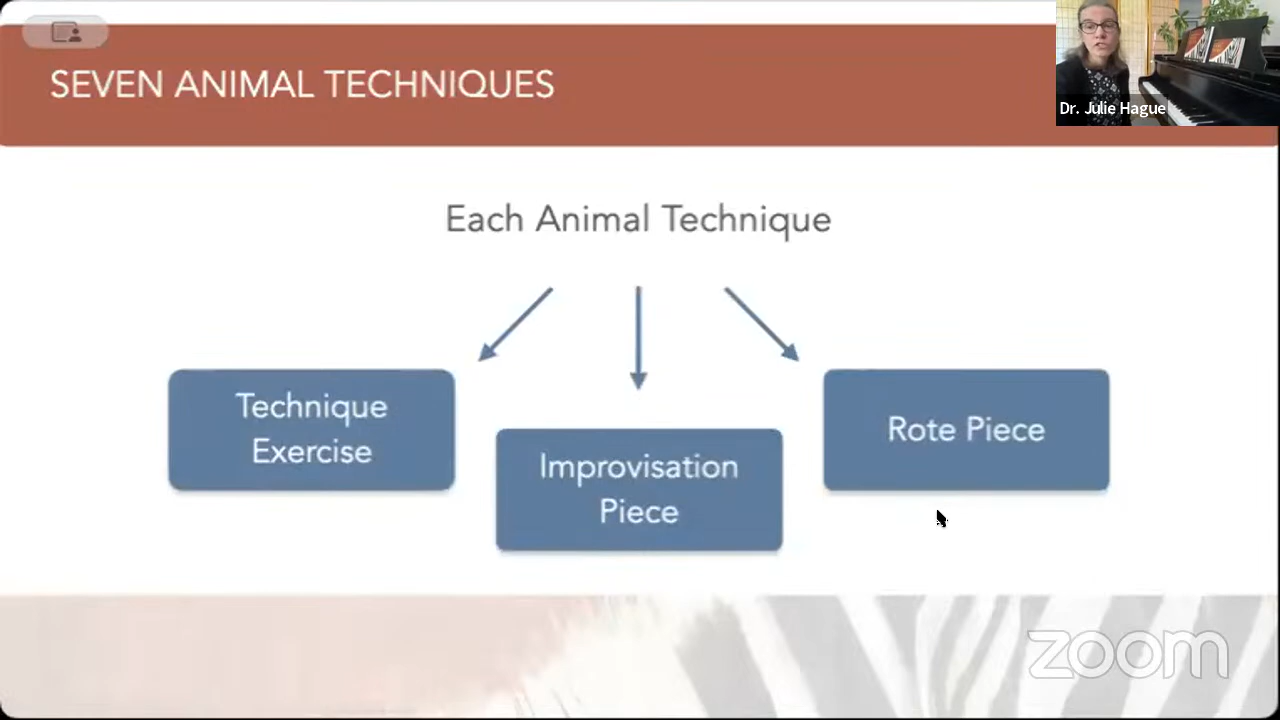 SEVEN ANIMAL TECHNIQUES
Dr. Julie Hague
Each Animal Technique
Technique
Exercise
Improvisation
Piece
Rote Piece
zoom